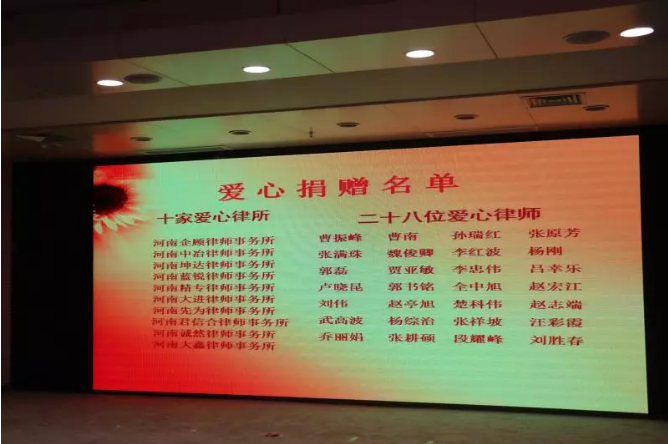 爱心捐赠名单
十家爱心律所
河南金顾律师事务所
河南中冶律师事务所
河南坤达律师事务所
河南蓝锐律师事务所
河南精专律师事务所
河南大进律师事务所
河南先为律师事务所
河南君信合律师事务所
河南诚然律师事务所
河南大鑫律师事务所
二十八位爱心律师
曹振峰 曹南 孙瑞红 张原芳
张满珠 魏俊卿 李红波 杨刚
郭磊 贾亚敏 李忠伟 吕幸乐
卢晓昆 郭书铭 全中旭 赵宏江
刘伟 赵亭旭 楚科伟 赵志端
武高波 杨综治 张祥坡 汪彩霞
乔丽娟 张耕硕 段耀峰 刘胜春